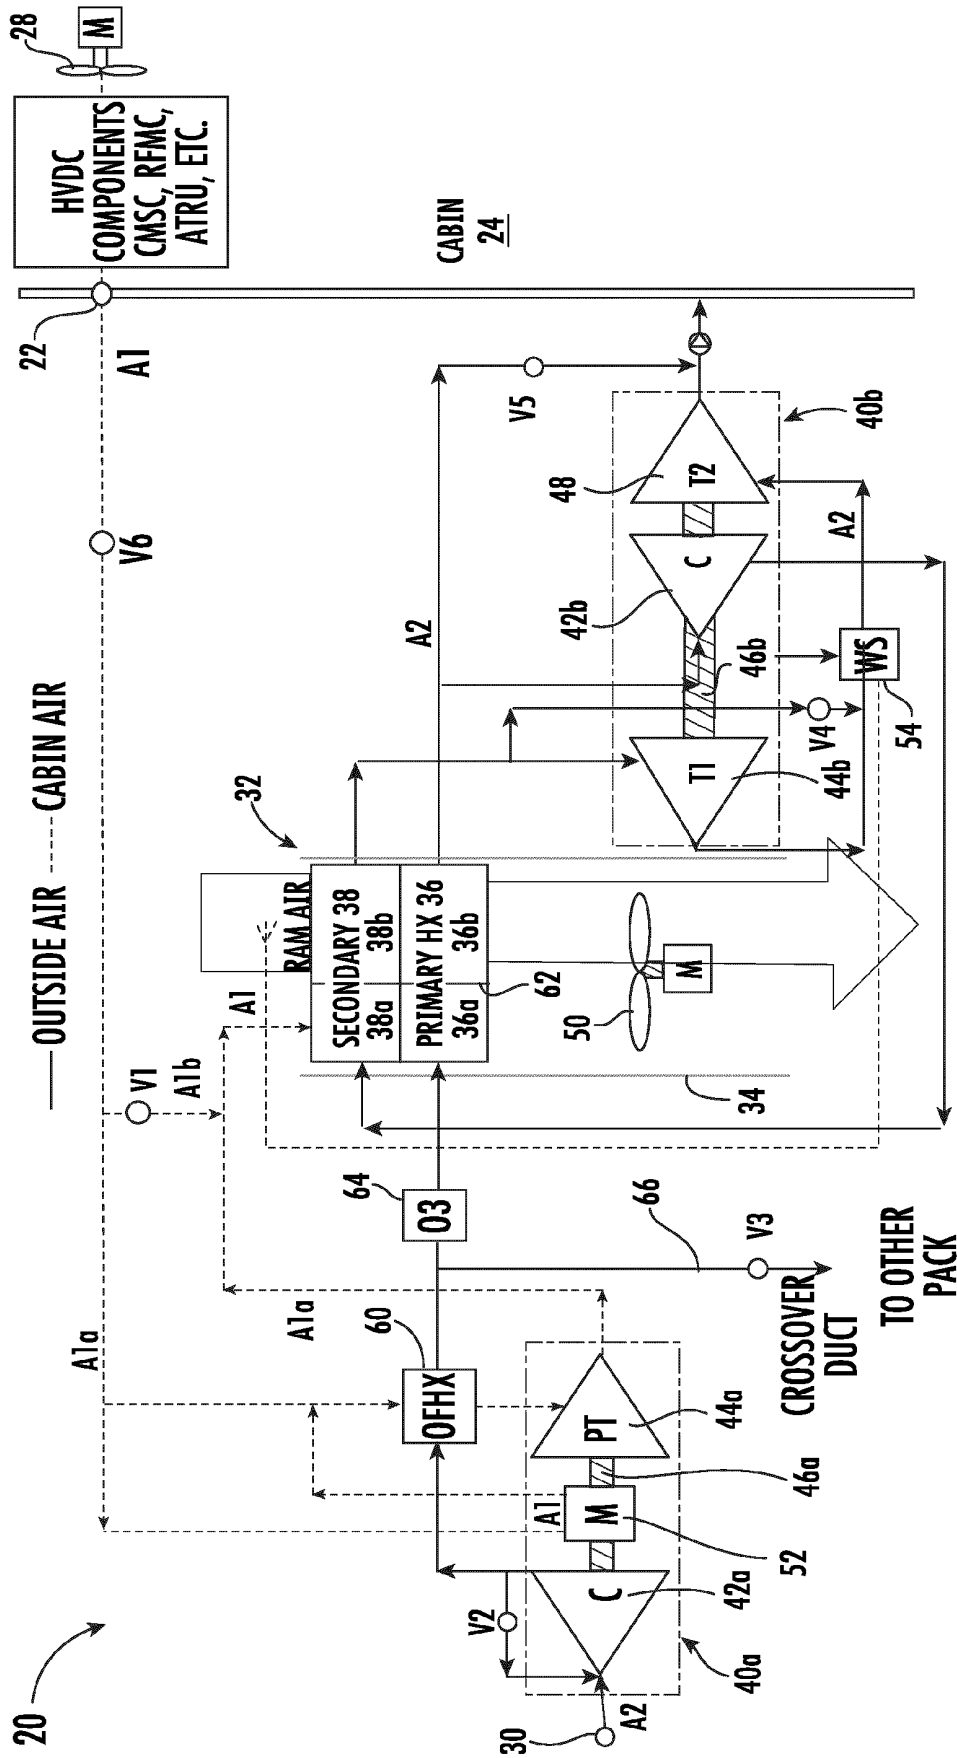 20
OUTSIDE AIR
CABIN AIR
28
M
HVDC
COMPONENTS
CMSC, RFMC,
ATRU, ETC.
22
A1
V6
V1
A1b
A1a
A1
RAM AIR
32
SECONDARY 38
38a
38b
PRIMARY HX 36
36a
36b
62
A2
V5
CABIN
24
64
O3
60
OFHX
A1a
V2
A1
C
M
PT
30
A2
42a
52
46a
44a
40a
66
V3
CROSSOVER
DUCT
TO OTHER
PACK
34
50
M
T1
C
T2
44b
46b
42b
48
40b
V4
WS
54
A2